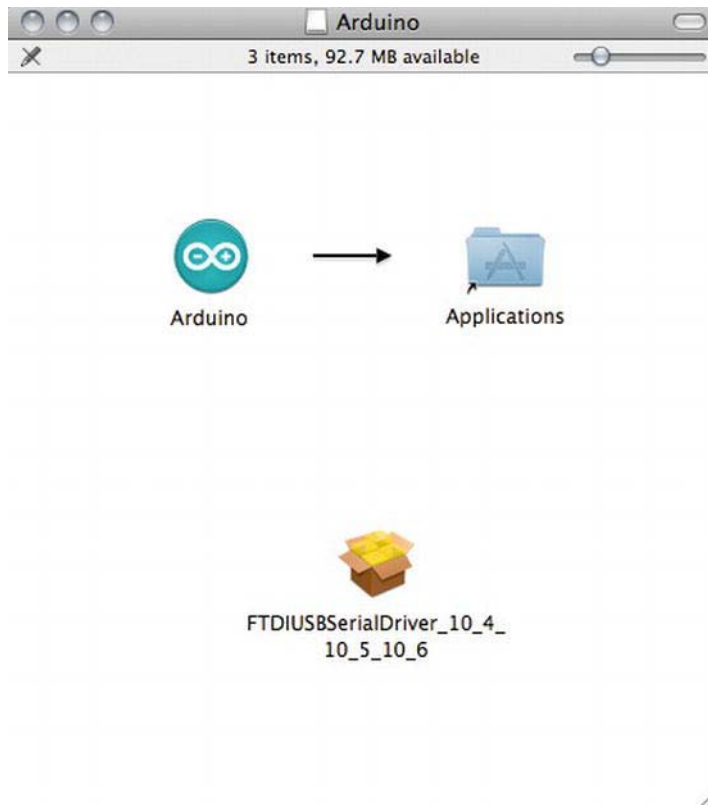 Arduino
3 items, 92.7 MB available
Arduino
Applications
FTDIUSBSerialDriver_10_4_
10_5_10_6